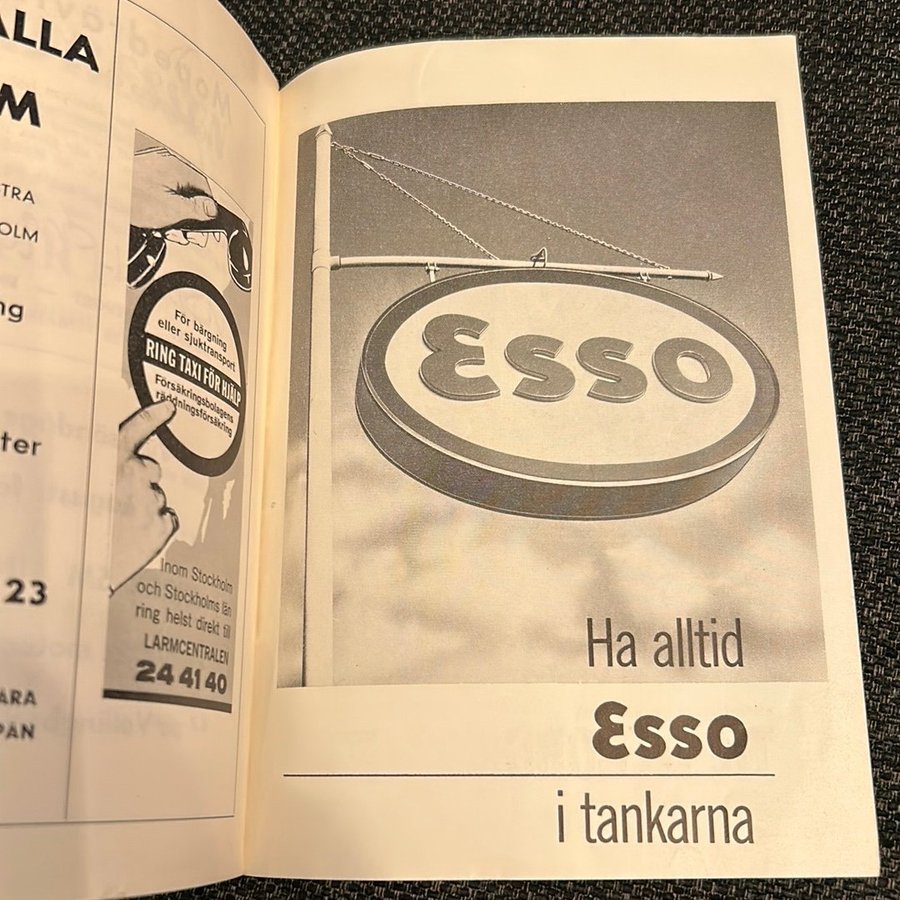 ALLA
M
TRA
OLM
ng
ter
23
ARA
PAN
För bärgning
eller sjuktransport
RING TAXI FÖR HJÄLP
Försäkringsbolagens
räddningsförsäkring
Inom Stockholm
och Stockholms län
ring helst direkt till
LARMCENTRALEN
24 41 40
Esso
Ha alltid
Esso
i tankarna